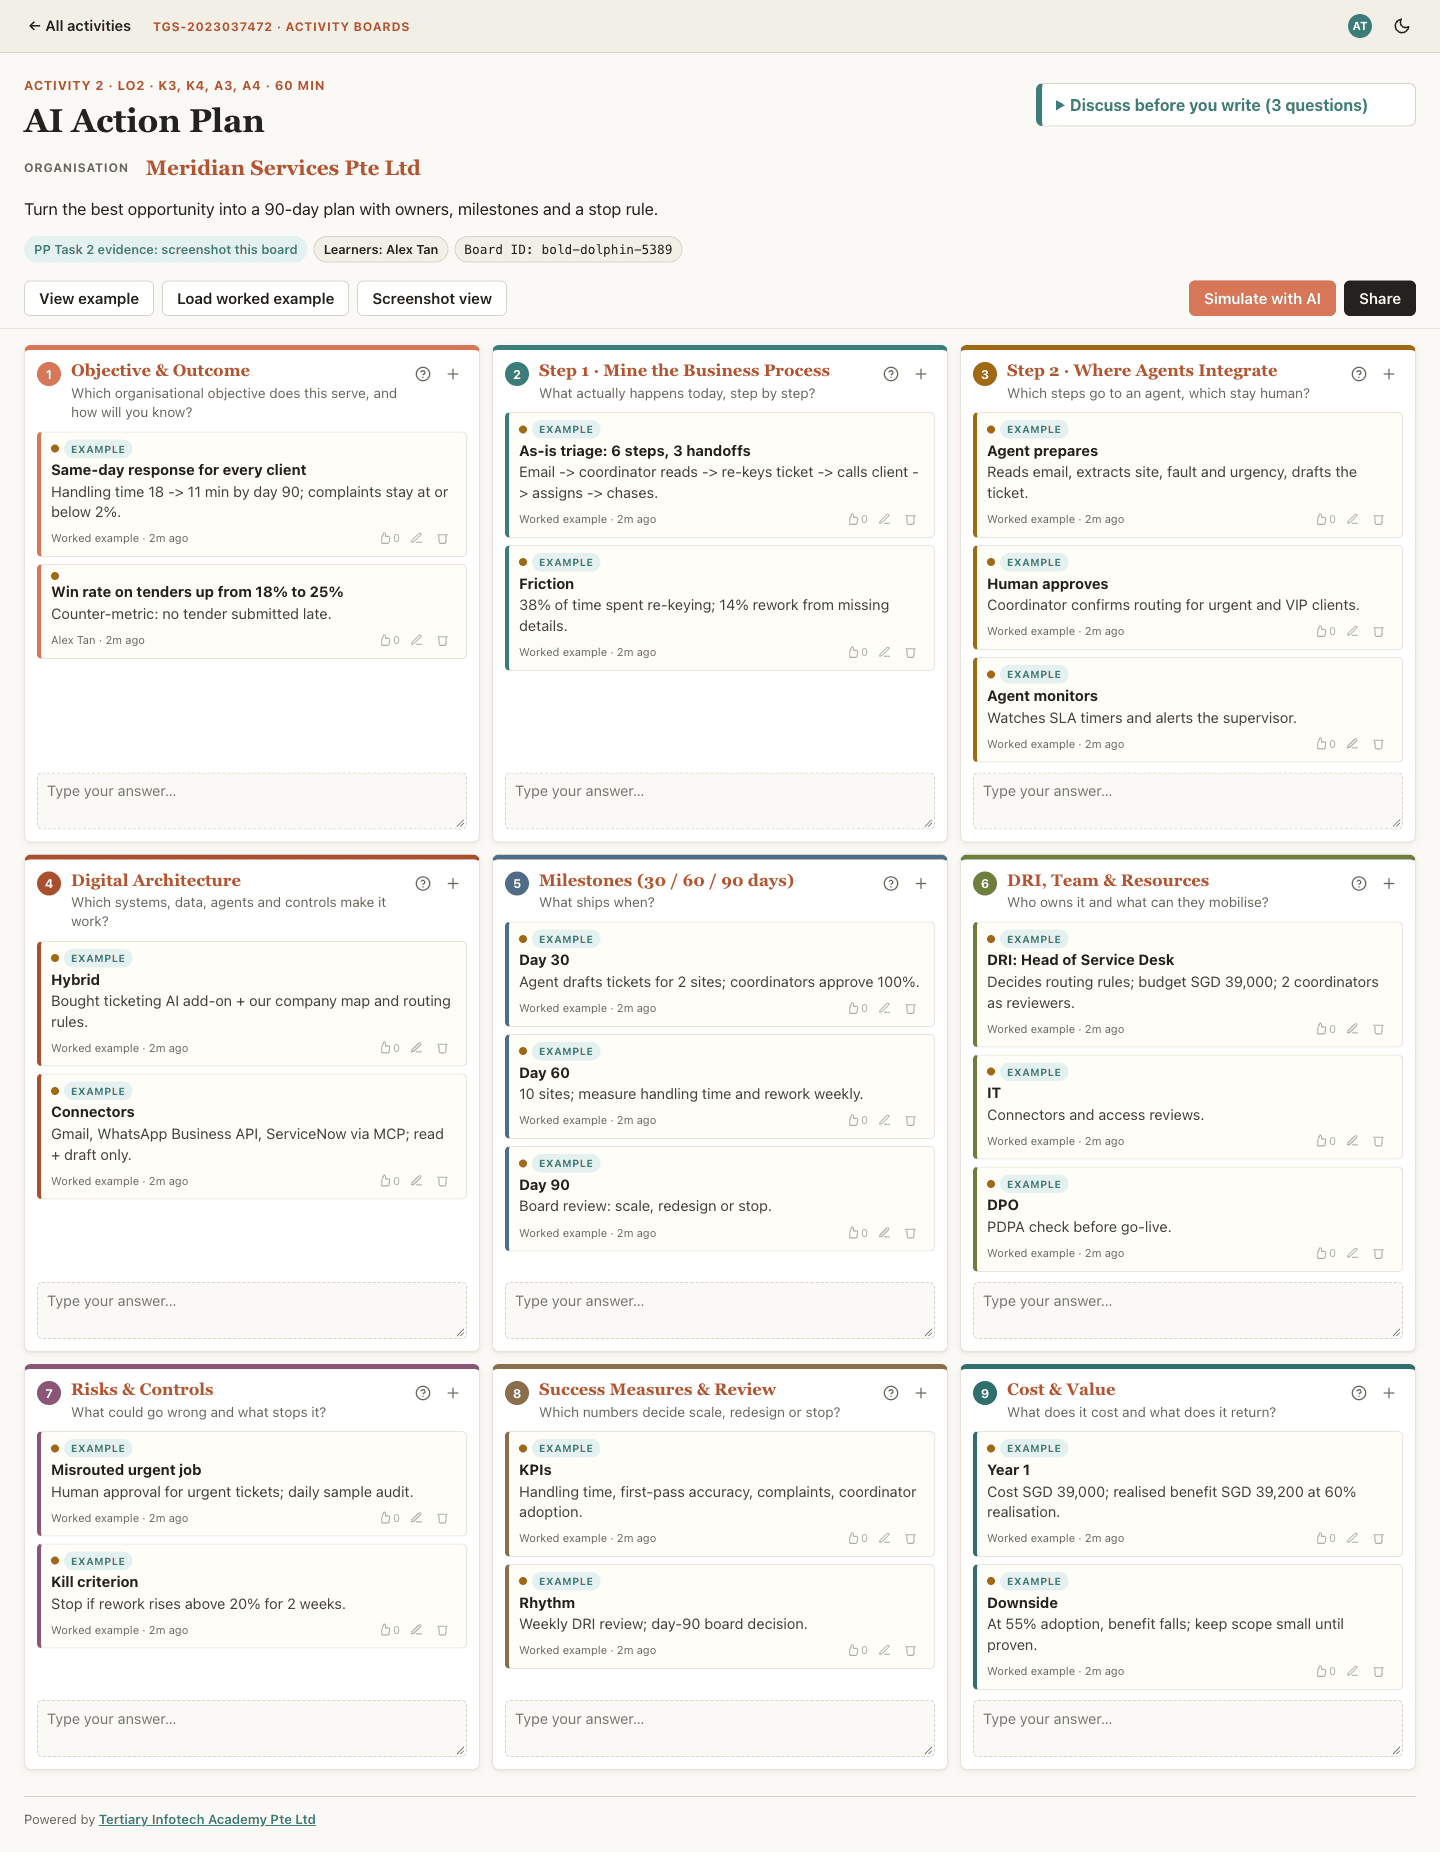 ← All activities
TGS-2023037472 · ACTIVITY BOARDS
AT
ACTIVITY 2 · LO2 · K3, K4, A3, A4 · 60 MIN
AI Action Plan
▶ Discuss before you write (3 questions)
ORGANISATION Meridian Services Pte Ltd
Turn the best opportunity into a 90-day plan with owners, milestones and a stop rule.
PP Task 2 evidence: screenshot this board
Learners: Alex Tan
Board ID: bold-dolphin-5389
View example
Load worked example
Screenshot view
Simulate with AI
Share
1 Objective & Outcome
Which organisational objective does this serve, and
how will you know?
EXAMPLE
Same-day response for every client
Handling time 18 -> 11 min by day 90; complaints stay at or
below 2%.
Worked example · 2m ago 0
Win rate on tenders up from 18% to 25%
Counter-metric: no tender submitted late.
Alex Tan · 2m ago 0
Type your answer...
2 Step 1 · Mine the Business Process
What actually happens today, step by step?
EXAMPLE
As-is triage: 6 steps, 3 handoffs
Email -> coordinator reads -> re-keys ticket -> calls client -
> assigns -> chases.
Worked example · 2m ago 0
EXAMPLE
Friction
38% of time spent re-keying; 14% rework from missing
details.
Worked example · 2m ago 0
Type your answer...
3 Step 2 · Where Agents Integrate
Which steps go to an agent, which stay human?
EXAMPLE
Agent prepares
Reads email, extracts site, fault and urgency, drafts the
ticket.
Worked example · 2m ago 0
EXAMPLE
Human approves
Coordinator confirms routing for urgent and VIP clients.
Worked example · 2m ago 0
EXAMPLE
Agent monitors
Watches SLA timers and alerts the supervisor.
Worked example · 2m ago 0
Type your answer...
4 Digital Architecture
Which systems, data, agents and controls make it
work?
EXAMPLE
Hybrid
Bought ticketing AI add-on + our company map and routing
rules.
Worked example · 2m ago 0
EXAMPLE
Connectors
Gmail, WhatsApp Business API, ServiceNow via MCP; read
+ draft only.
Worked example · 2m ago 0
Type your answer...
5 Milestones (30 / 60 / 90 days)
What ships when?
EXAMPLE
Day 30
Agent drafts tickets for 2 sites; coordinators approve 100%.
Worked example · 2m ago 0
EXAMPLE
Day 60
10 sites; measure handling time and rework weekly.
Worked example · 2m ago 0
EXAMPLE
Day 90
Board review: scale, redesign or stop.
Worked example · 2m ago 0
Type your answer...
6 DRI, Team & Resources
Who owns it and what can they mobilise?
EXAMPLE
DRI: Head of Service Desk
Decides routing rules; budget SGD 39,000; 2 coordinators
as reviewers.
Worked example · 2m ago 0
EXAMPLE
IT
Connectors and access reviews.
Worked example · 2m ago 0
EXAMPLE
DPO
PDPA check before go-live.
Worked example · 2m ago 0
Type your answer...
7 Risks & Controls
What could go wrong and what stops it?
EXAMPLE
Misrouted urgent job
Human approval for urgent tickets; daily sample audit.
Worked example · 2m ago 0
EXAMPLE
Kill criterion
Stop if rework rises above 20% for 2 weeks.
Worked example · 2m ago 0
Type your answer...
8 Success Measures & Review
Which numbers decide scale, redesign or stop?
EXAMPLE
KPIs
Handling time, first-pass accuracy, complaints, coordinator
adoption.
Worked example · 2m ago 0
EXAMPLE
Rhythm
Weekly DRI review; day-90 board decision.
Worked example · 2m ago 0
Type your answer...
9 Cost & Value
What does it cost and what does it return?
EXAMPLE
Year 1
Cost SGD 39,000; realised benefit SGD 39,200 at 60%
realisation.
Worked example · 2m ago 0
EXAMPLE
Downside
At 55% adoption, benefit falls; keep scope small until
proven.
Worked example · 2m ago 0
Type your answer...
Powered by Tertiary Infotech Academy Pte Ltd